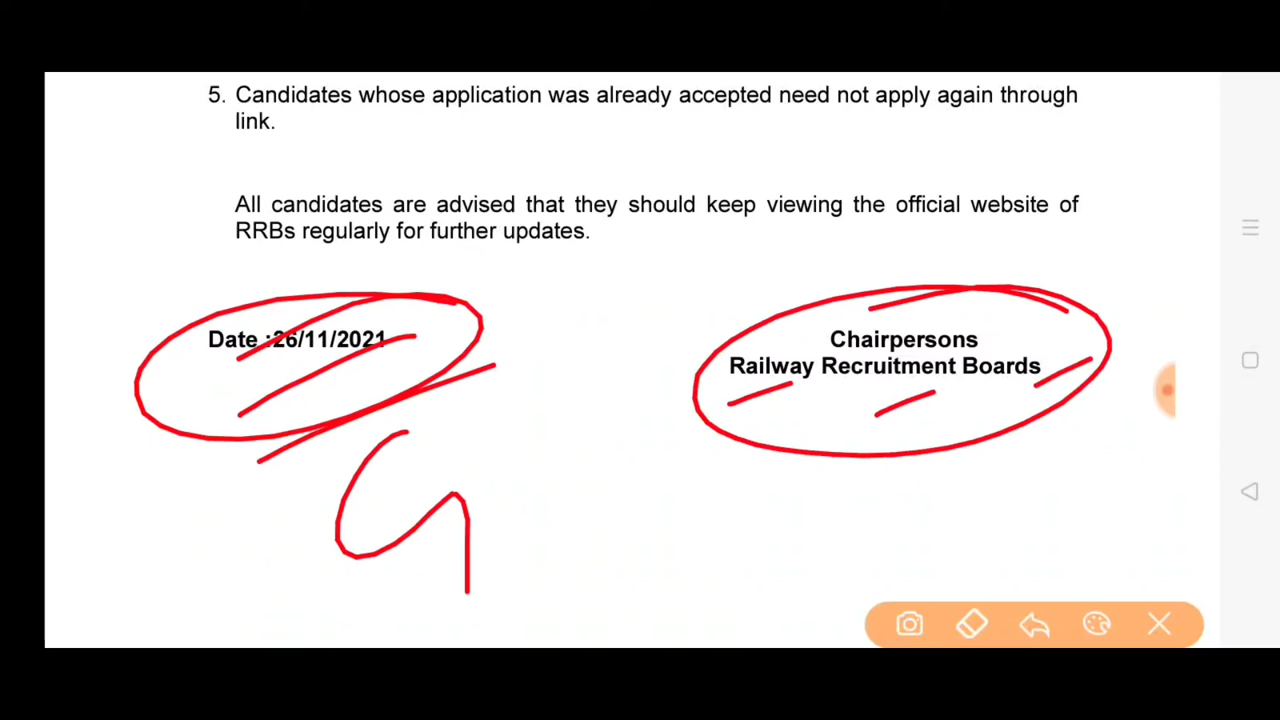 5. Candidates whose application was already accepted need not apply again through
link.
All candidates are advised that they should keep viewing the official website of
RRBs regularly for further updates.
Date :26/11/2021
Chairpersons
Railway Recruitment Boards
G